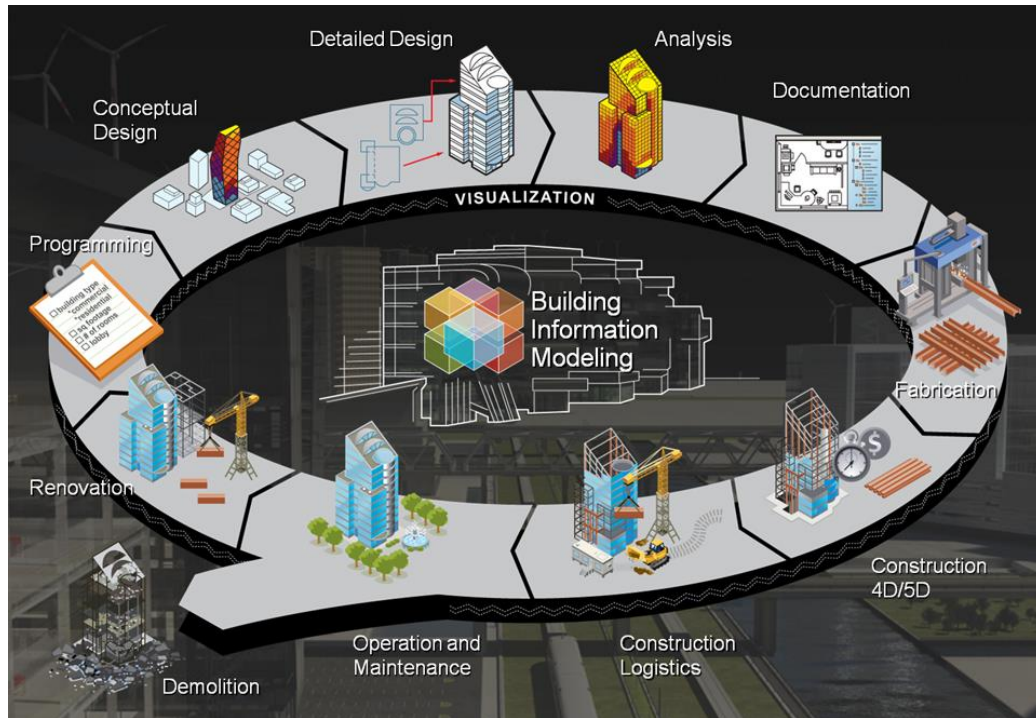 Detailed Design
Analysis
Documentation
Conceptual
Design
VISUALIZATION
Programming
building type
*commercial
*residential
sq footage
# of rooms
lobby
Building
Information
Modeling
Fabrication
$
Renovation
Construction
4D/5D
Operation and
Maintenance
Construction
Logistics
Demolition